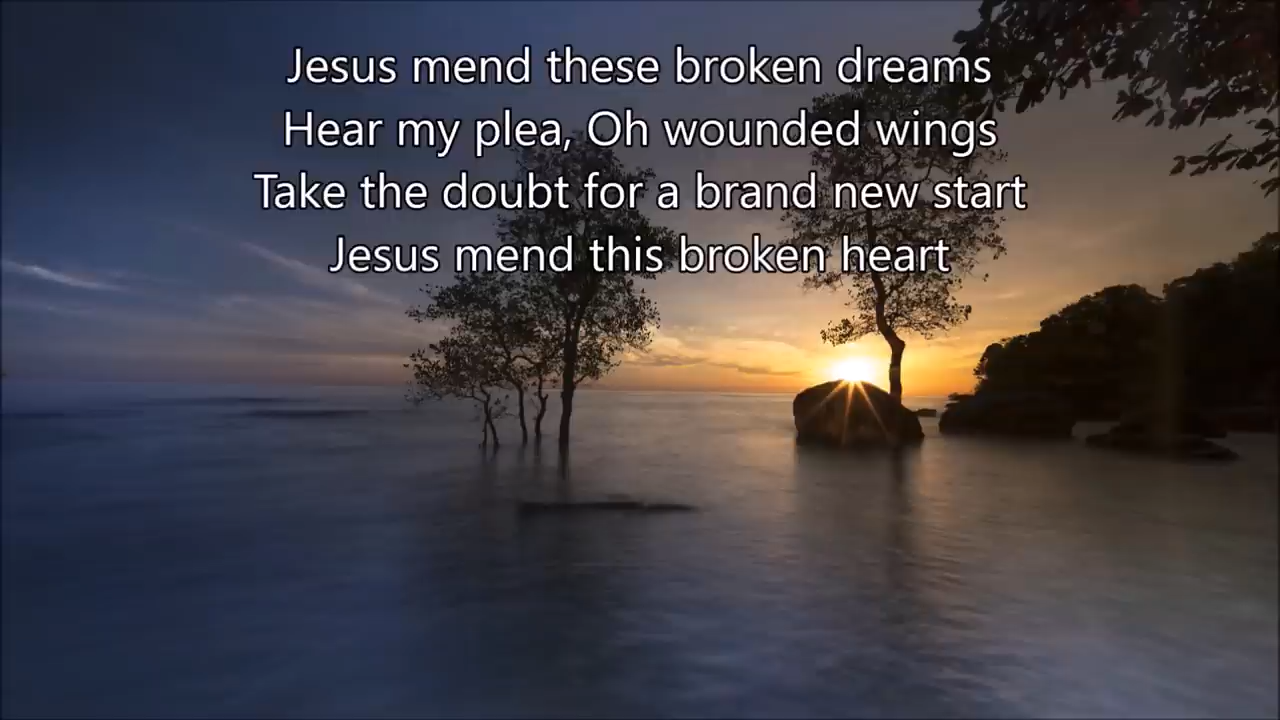 Jesus mend these broken dreams
Hear my plea, Oh wounded wings
Take the doubt for a brand new start
Jesus mend this broken heart